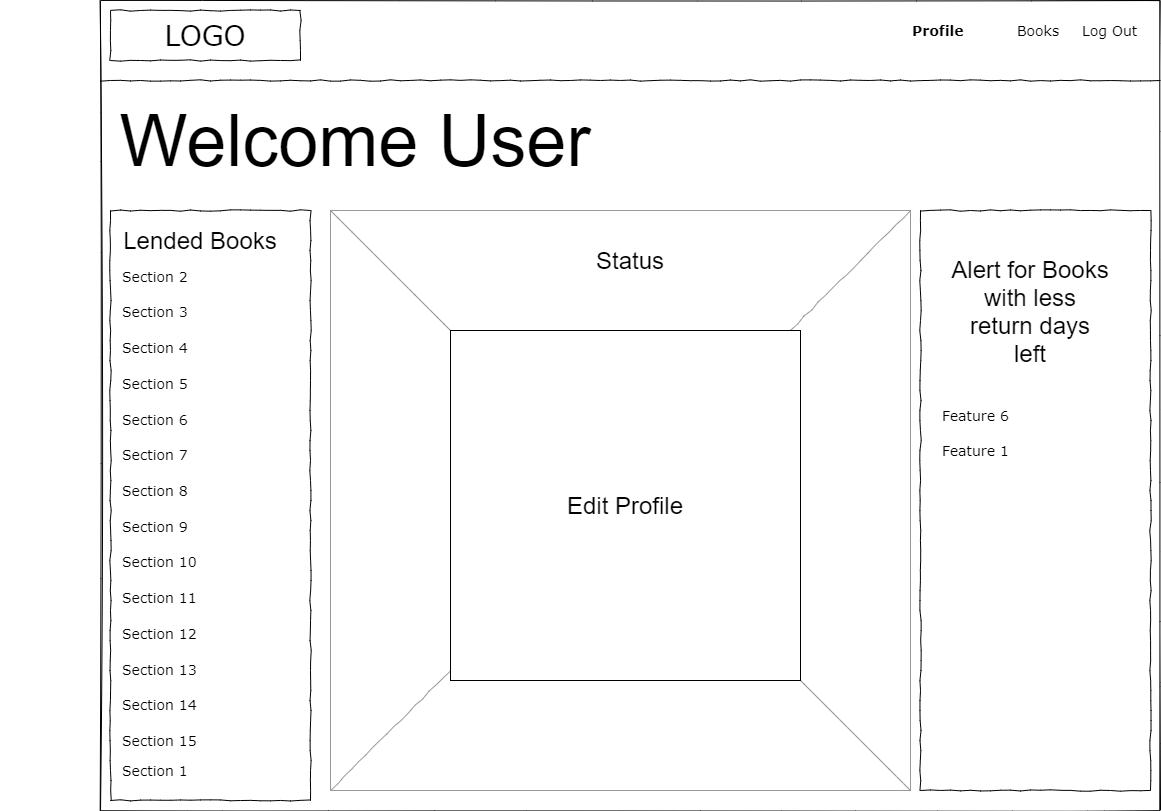 LOGO
Profile
Books
Log Out
Welcome User
Lended Books
Section 2
Section 3
Section 4
Section 5
Section 6
Section 7
Section 8
Section 9
Section 10
Section 11
Section 12
Section 13
Section 14
Section 15
Section 1
Status
Edit Profile
Alert for Books
with less
return days
left
Feature 6
Feature 1